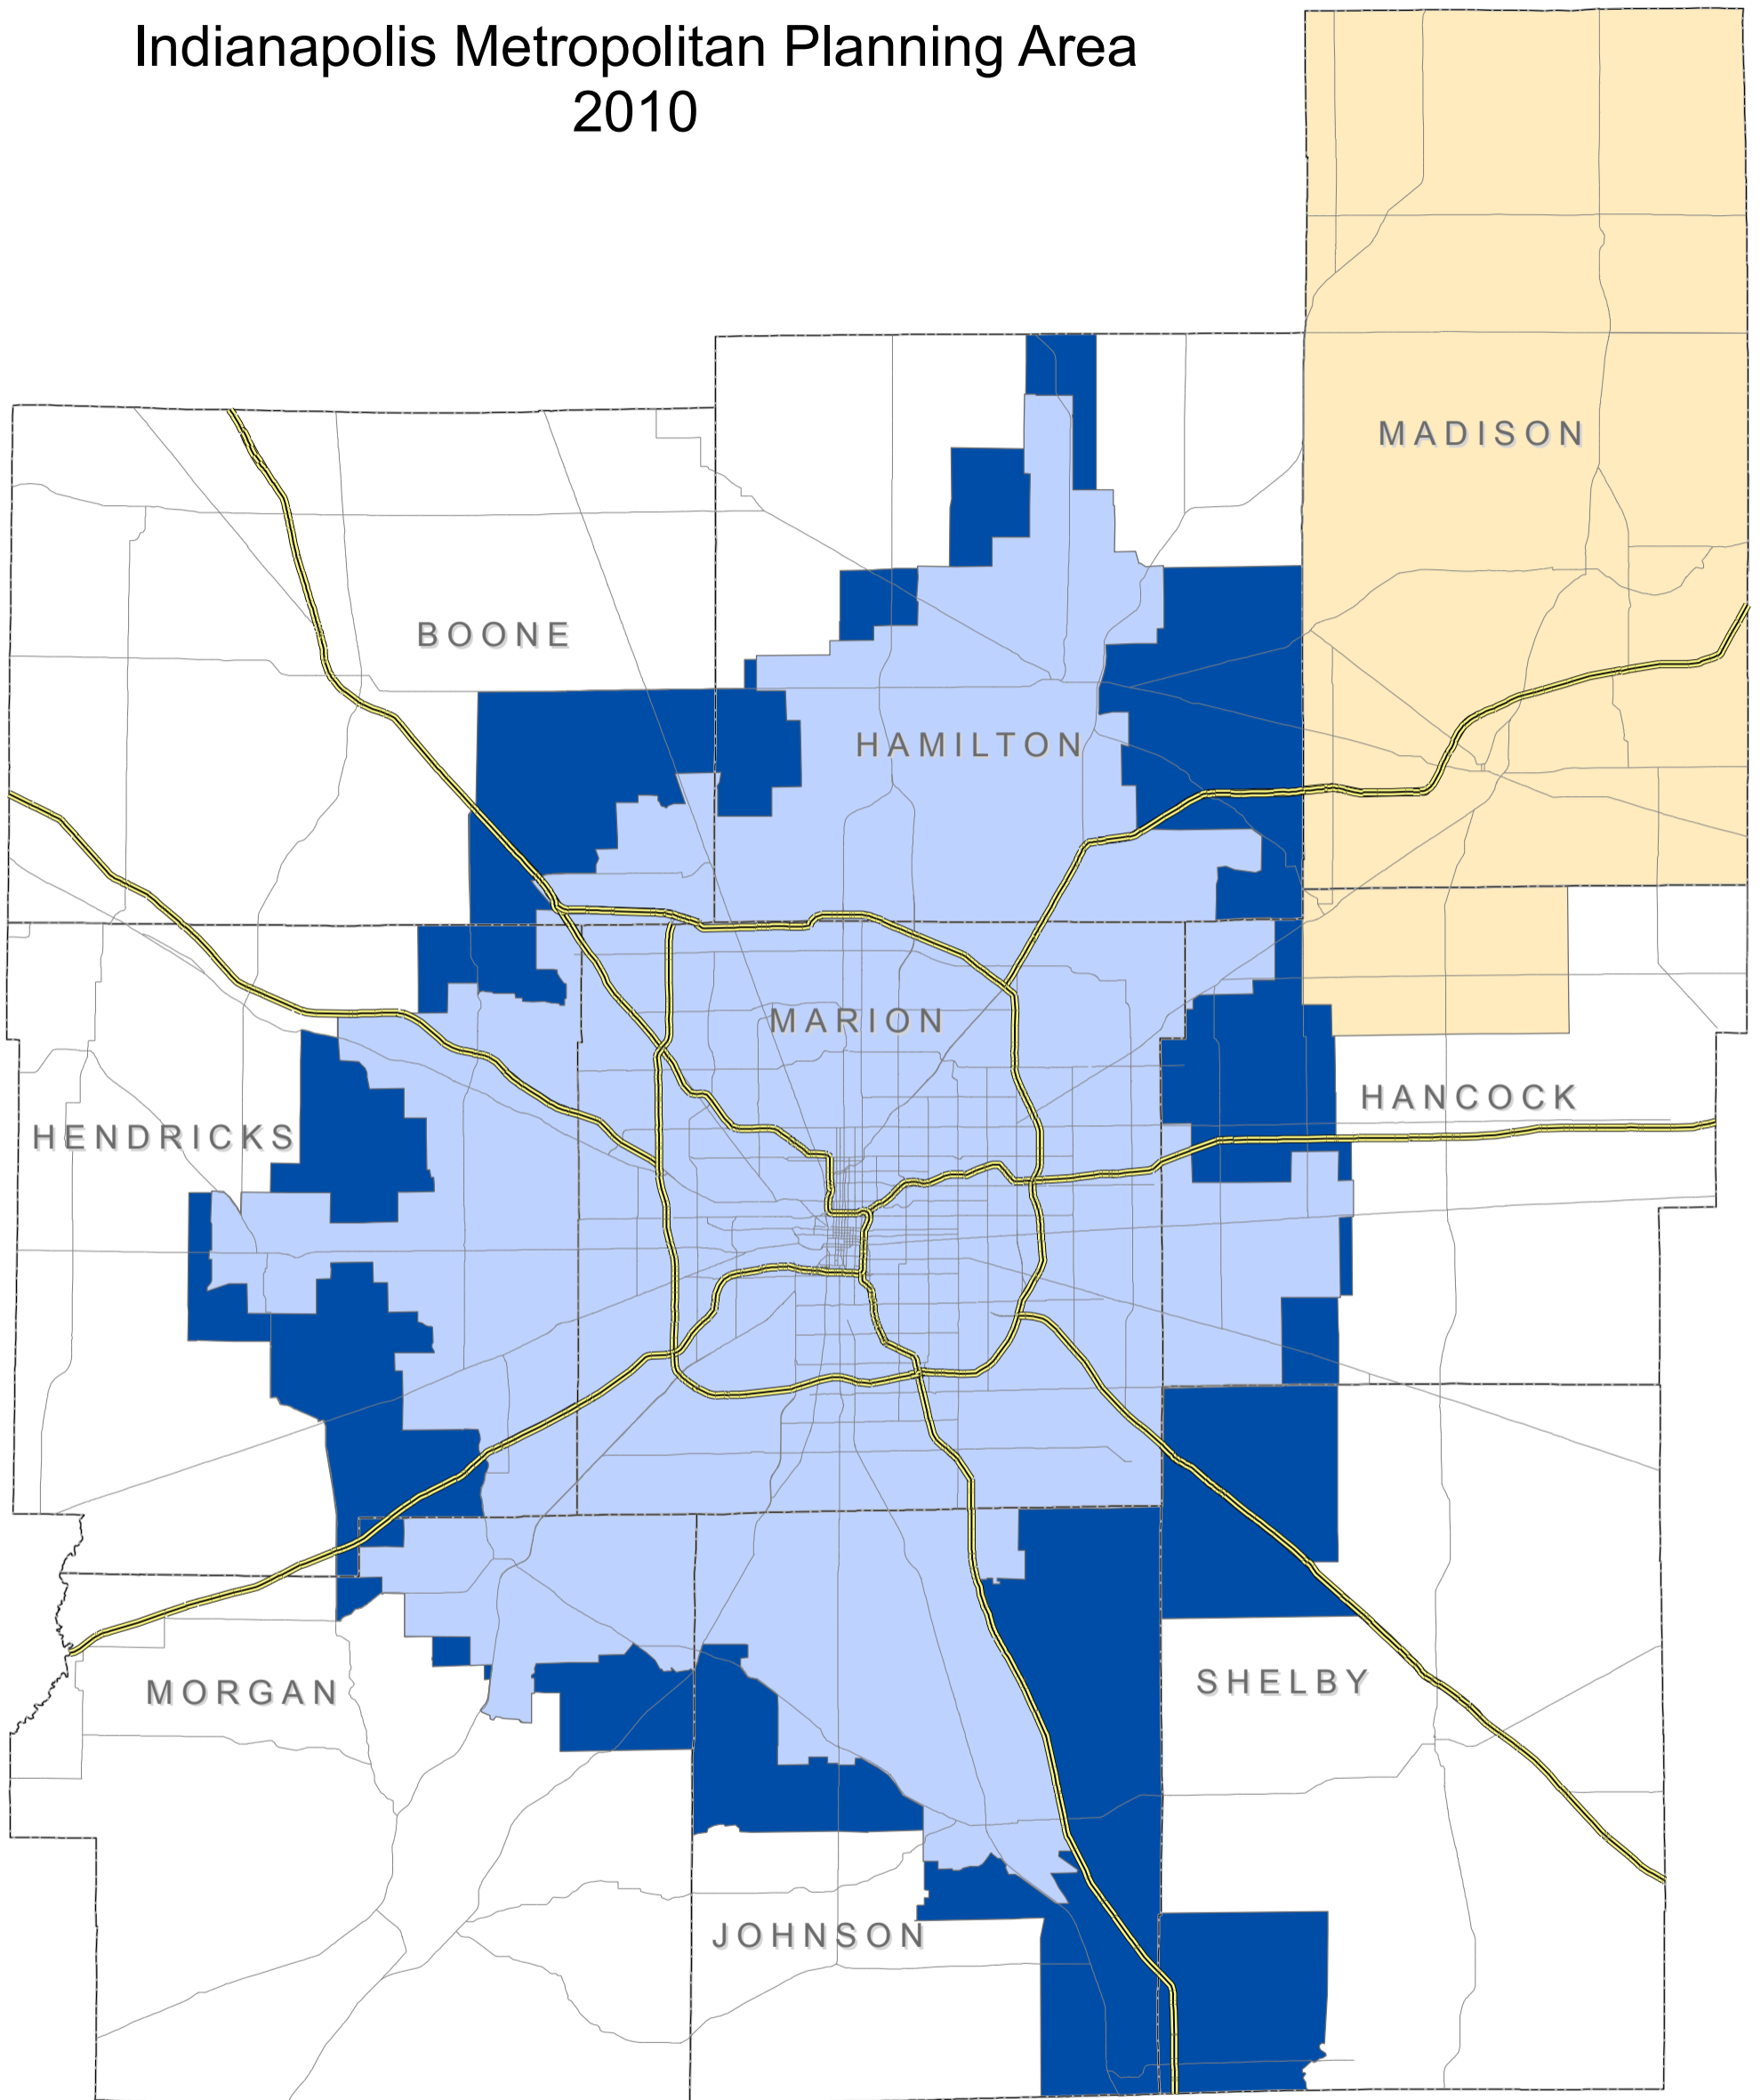 Indianapolis Metropolitan Planning Area
2010
MADISON
BOONE
HAMILTON
MARION
HANCOCK
HENDRICKS
SHELBY
MORGAN
JOHNSON